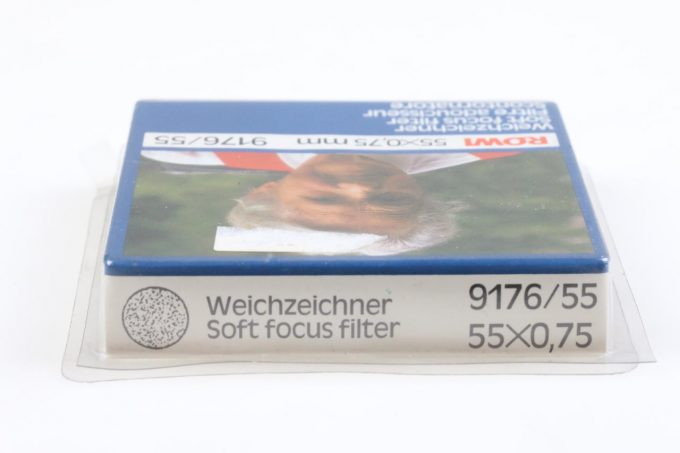 Weichzeichner
Soft focus filter
Filtre adoucisseur
scontornatore
ROWI 55x0,75 mm 9176/55
Weichzeichner
Soft focus filter
9176/55
55X0,75